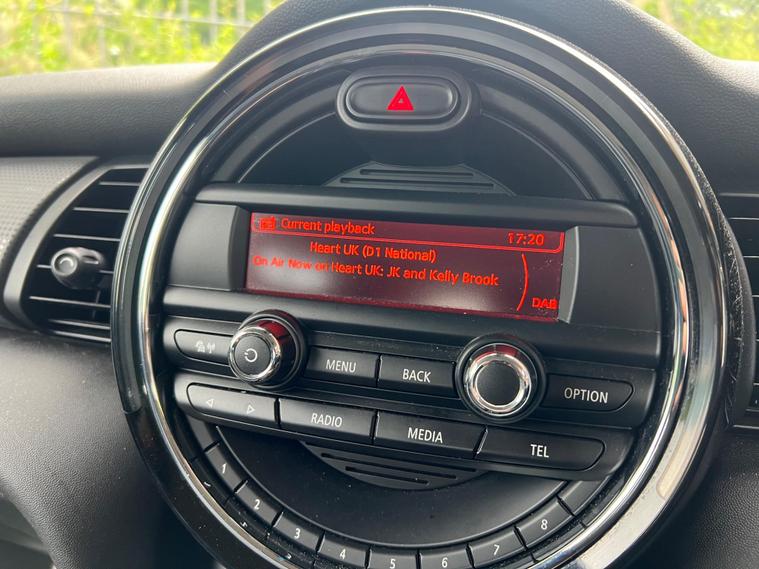 Current playback 17:20
Heart UK (D1 National)
On Air Now on Heart UK: JK and Kelly Brook
DAB
MENU BACK OPTION
RADIO MEDIA TEL
1 2 3 4 5 6 7 8